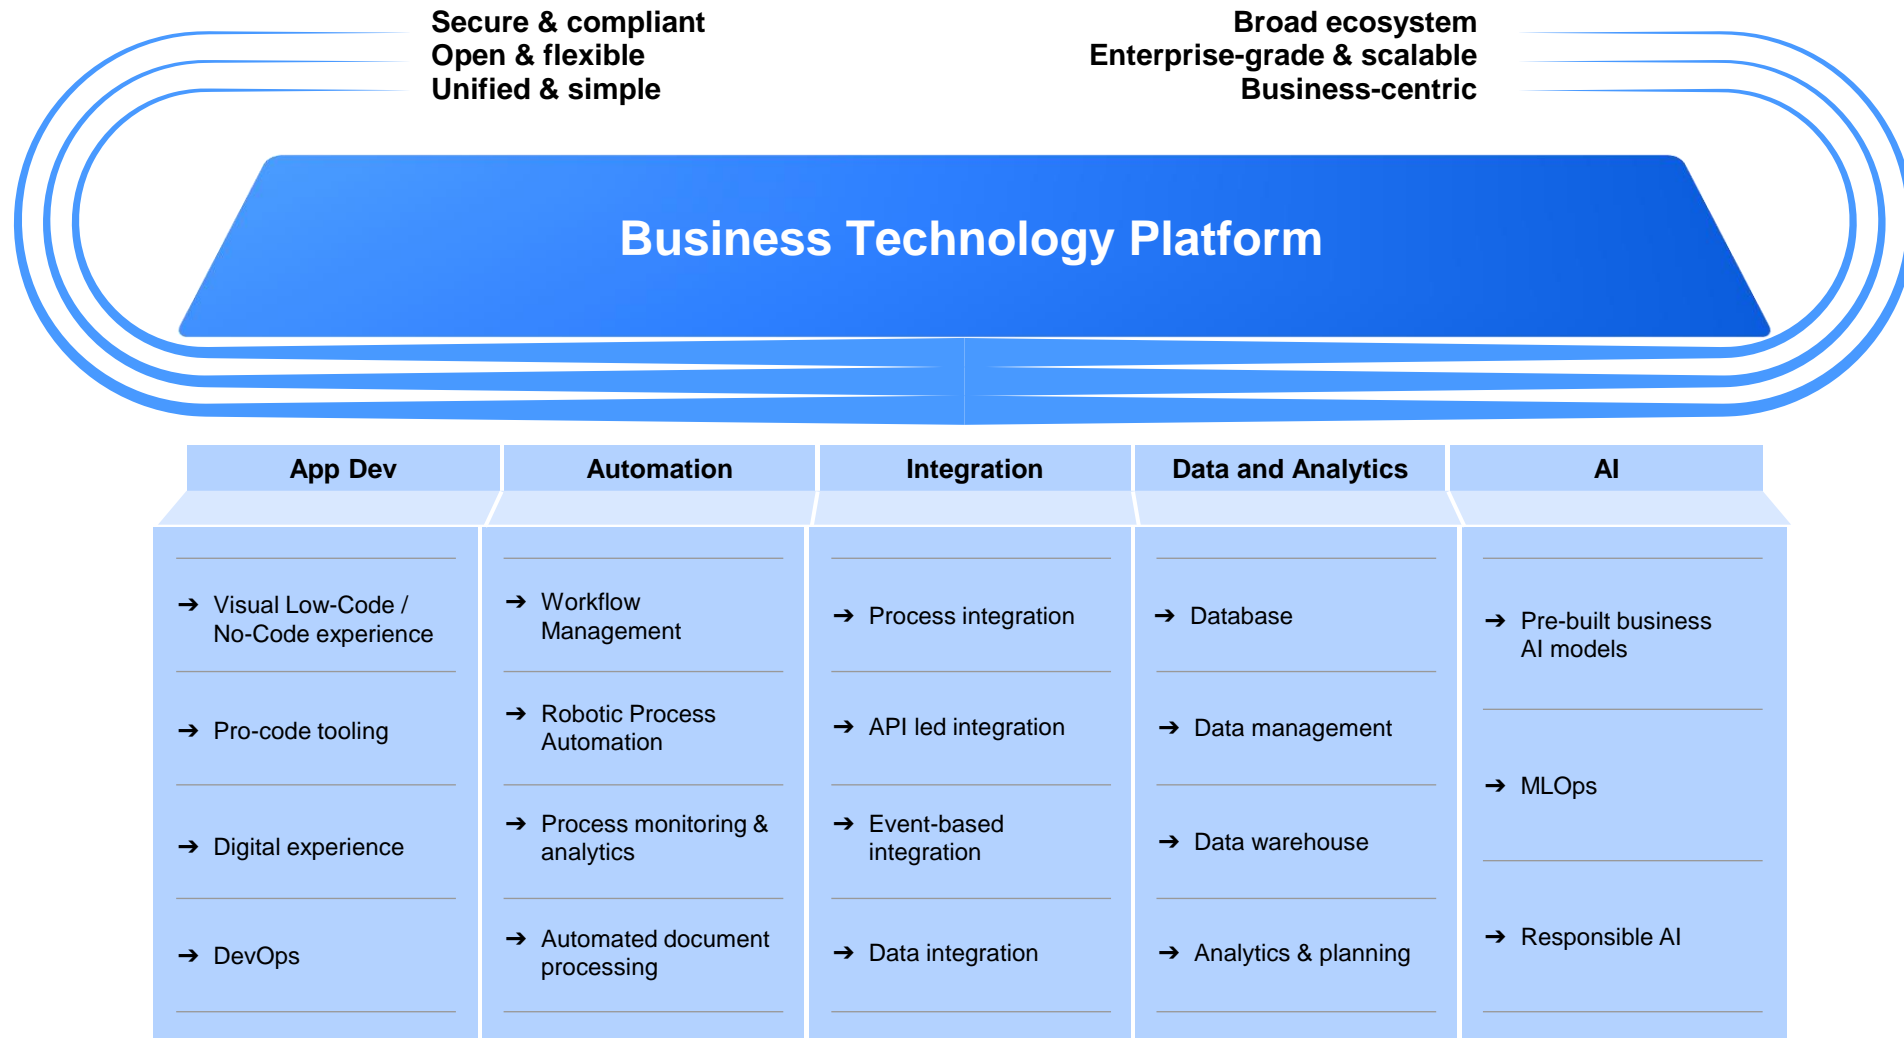 Secure & compliant
Open & flexible
Unified & simple
Broad ecosystem
Enterprise-grade & scalable
Business-centric
Business Technology Platform
App Dev
Visual Low-Code /
No-Code experience
Pro-code tooling
Digital experience
DevOps
Automation
Workflow
Management
Robotic Process
Automation
Process monitoring &
analytics
Automated document
processing
Integration
Process integration
API led integration
Event-based
integration
Data integration
Data and Analytics
Database
Data management
Data warehouse
Analytics & planning
AI
Pre-built business
AI models
MLOps
Responsible AI